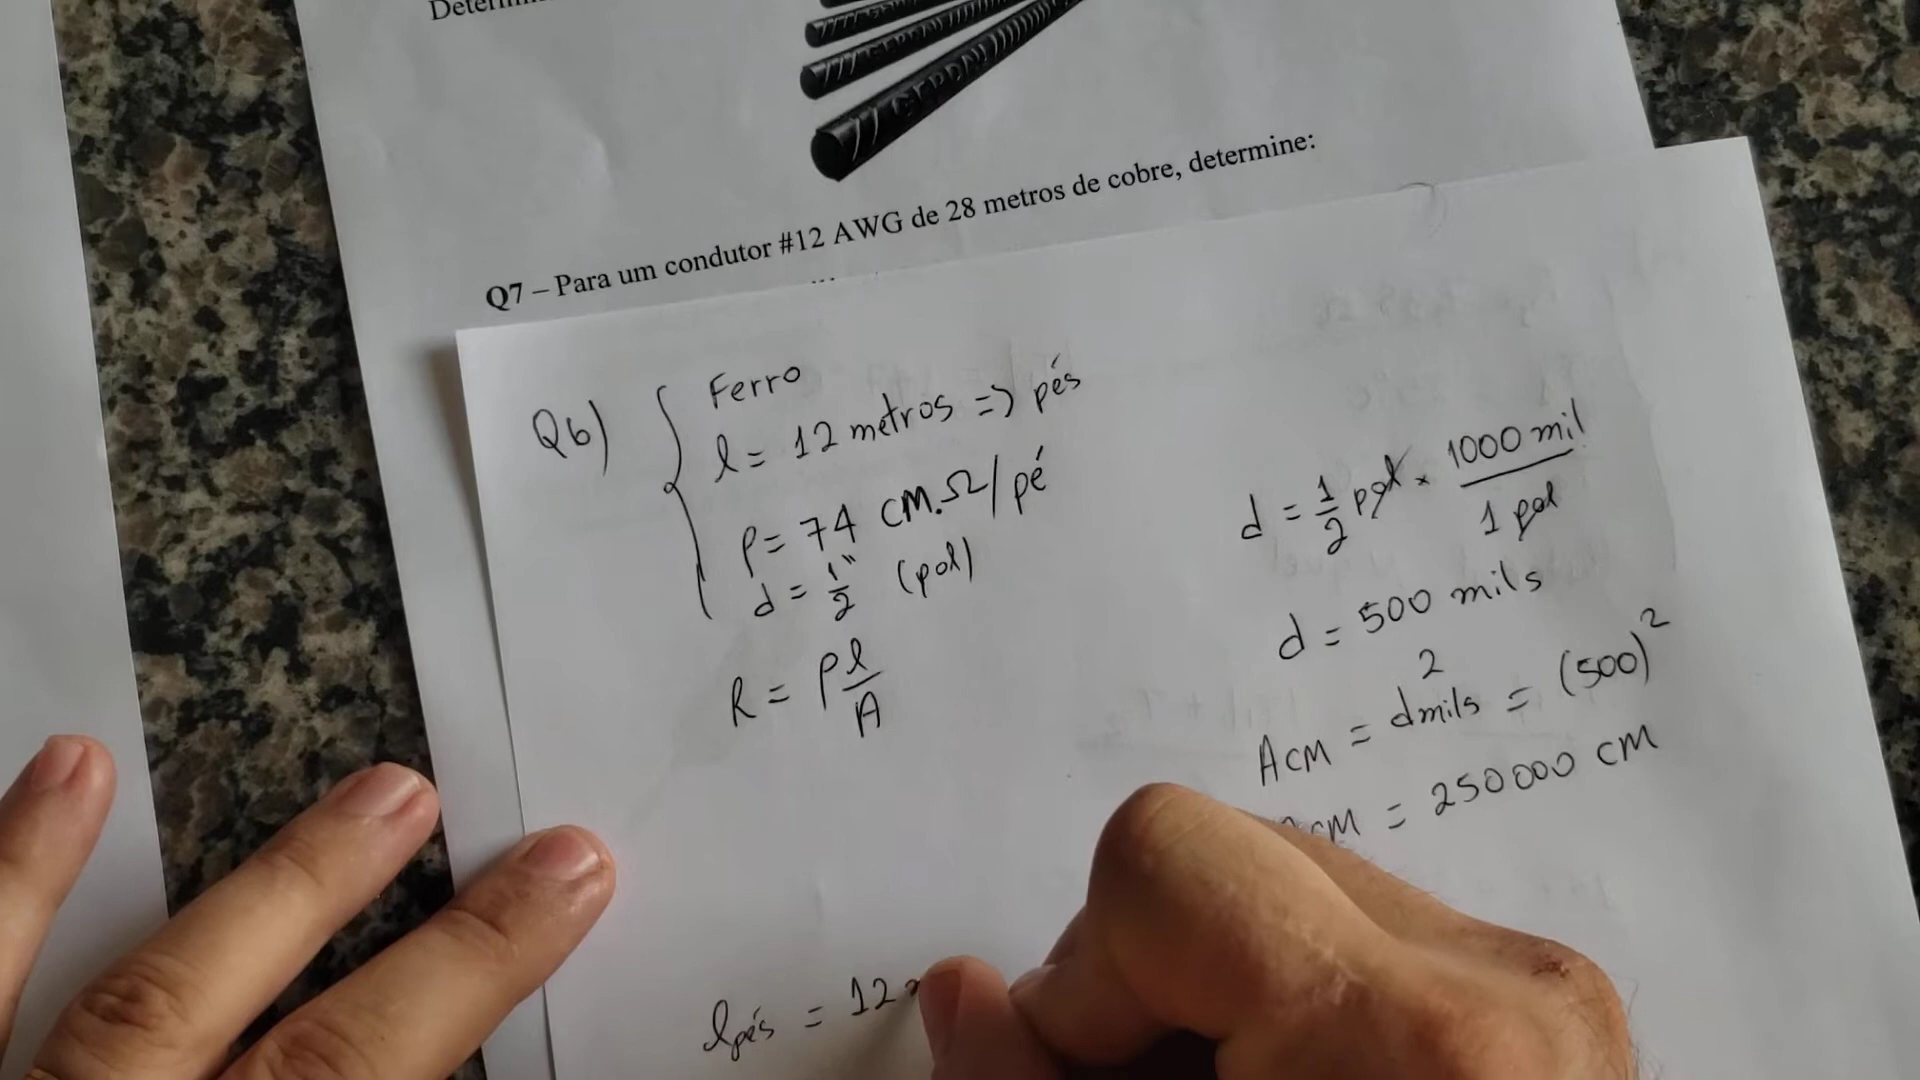 Q7 – Para um condutor #12 AWG de 28 metros de cobre, determine:
Q6) Ferro
l = 12 metros => pés
ρ = 74 CM.Ω/pé
d = 1/2" (pol)
R = ρl/A
d = 1/2 pol × 1000 mil/1 pol
d = 500 mils
ACM = dmils² = (500)²
= 250000 CM
lpés = 12